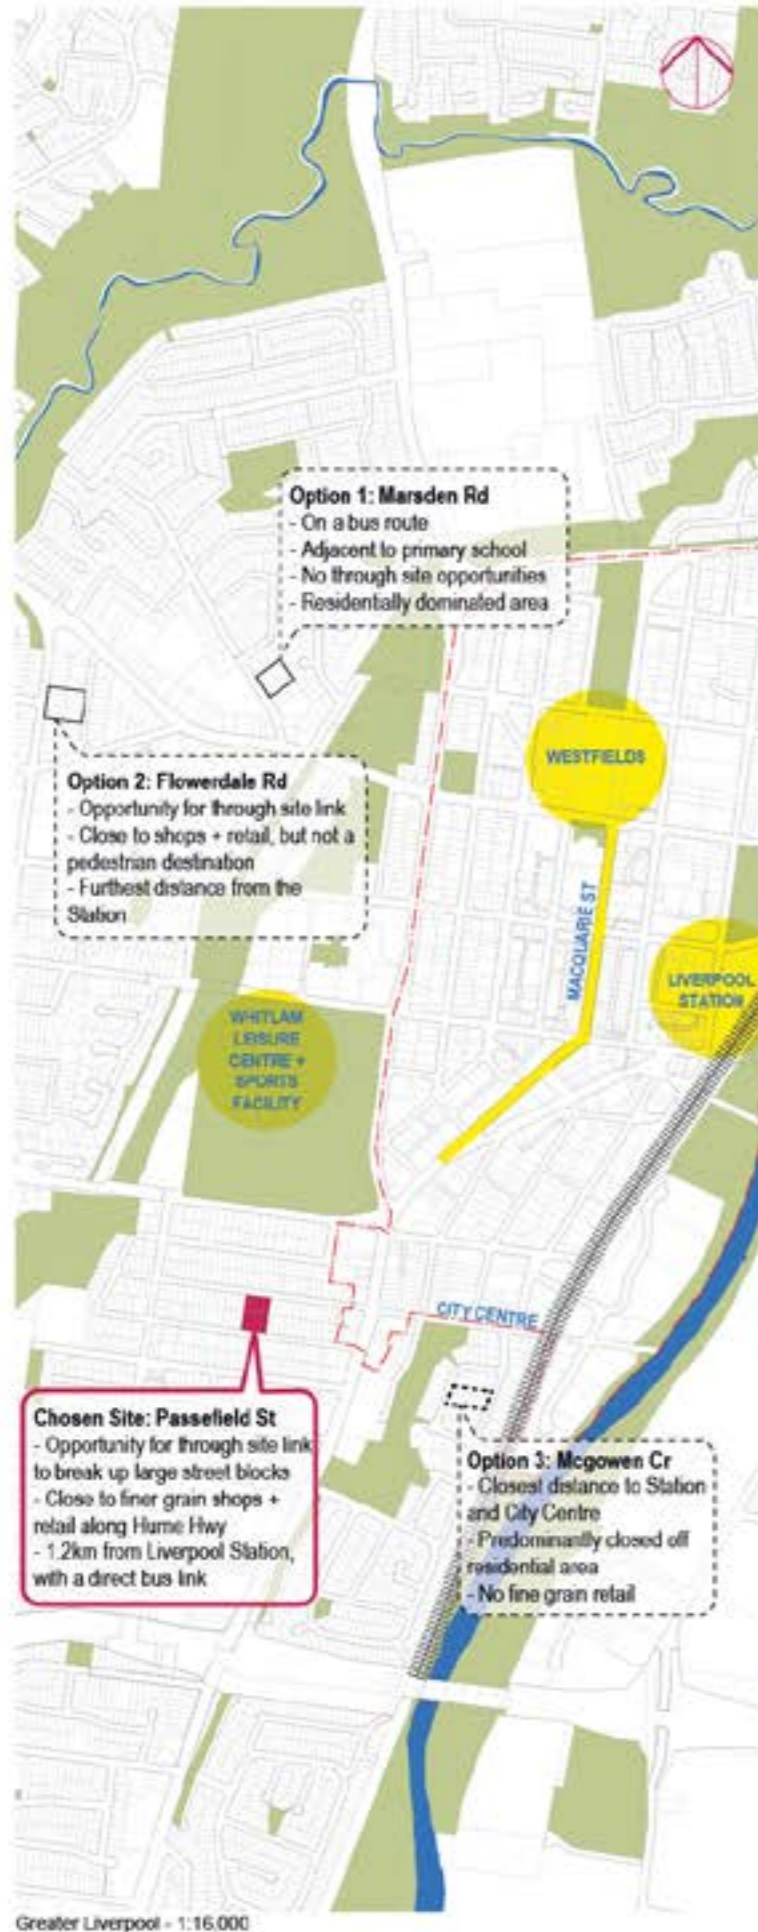 Option 1: Marsden Rd
- On a bus route
- Adjacent to primary school
- No through site opportunities
- Residentially dominated area
WESTFIELDS
Option 2: Flowerdale Rd
- Opportunity for through site link
- Close to shops + retail, but not a
pedestrian destination
- Furthest distance from the
Station
MACQUARIE ST
LIVERPOOL
STATION
WHITLAM
LEISURE
CENTRE +
SPORTS
FACILITY
CITY CENTRE
Chosen Site: Passefield St
- Opportunity for through site link
to break up large street blocks
- Close to finer grain shops +
retail along Hume Hwy
- 1.2km from Liverpool Station,
with a direct bus link
Option 3: Mcgowen Cr
- Closest distance to Station
and City Centre
- Predominantly closed off
residential area
- No fine grain retail
Greater Liverpool - 1:16,000